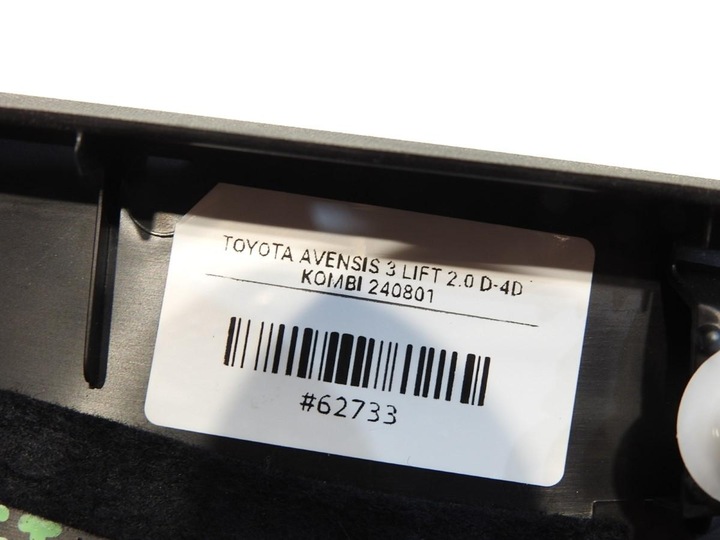 TOYOTA AVENSIS 3 LIFT 2.0 D-4D
KOMBI 240801
#62733